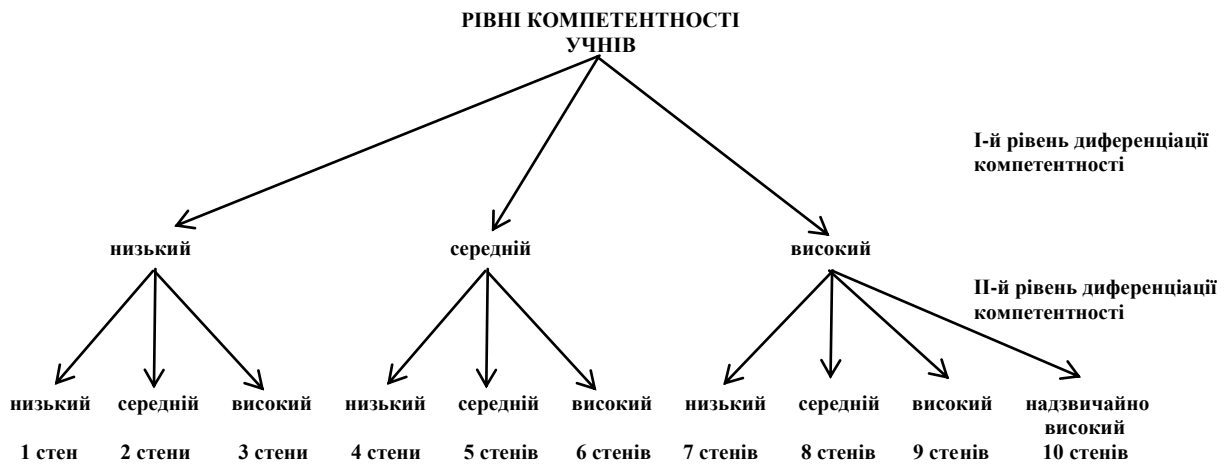 РІВНІ КОМПЕТЕНТНОСТІ
УЧНІВ
І-й рівень диференціації
компетентності
низький середній високий
ІІ-й рівень диференціації
компетентності
низький середній високий низький середній високий низький середній високий надзвичайно
високий
1 стен 2 стени 3 стени 4 стени 5 стенів 6 стенів 7 стенів 8 стенів 9 стенів 10 стенів